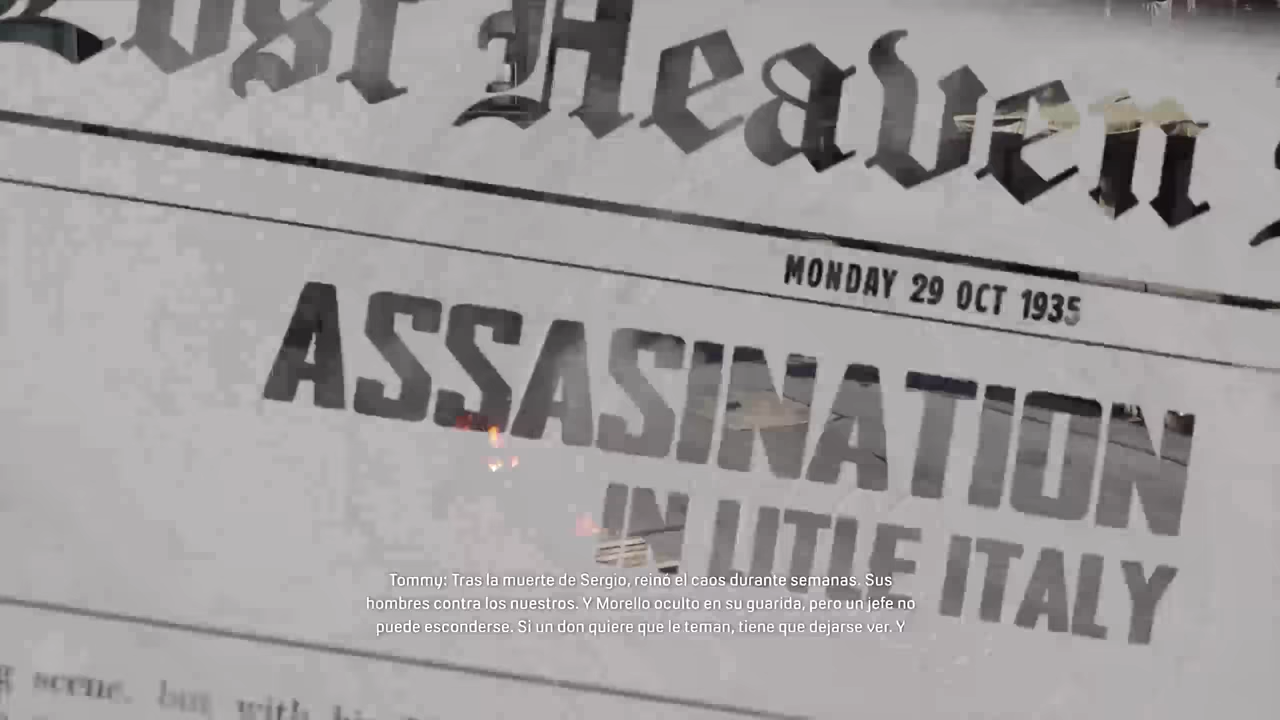 Lost Heaven
MONDAY 29 OCT 1935
ASSASINATION
IN LITTLE ITALY
Tommy: Tras la muerte de Sergio, reinó el caos durante semanas. Sus
hombres contra los nuestros. Y Morello oculto en su guarida, pero un jefe no
puede esconderse. Si un don quiere que le teman, tiene que dejarse ver. Y
scene. but with